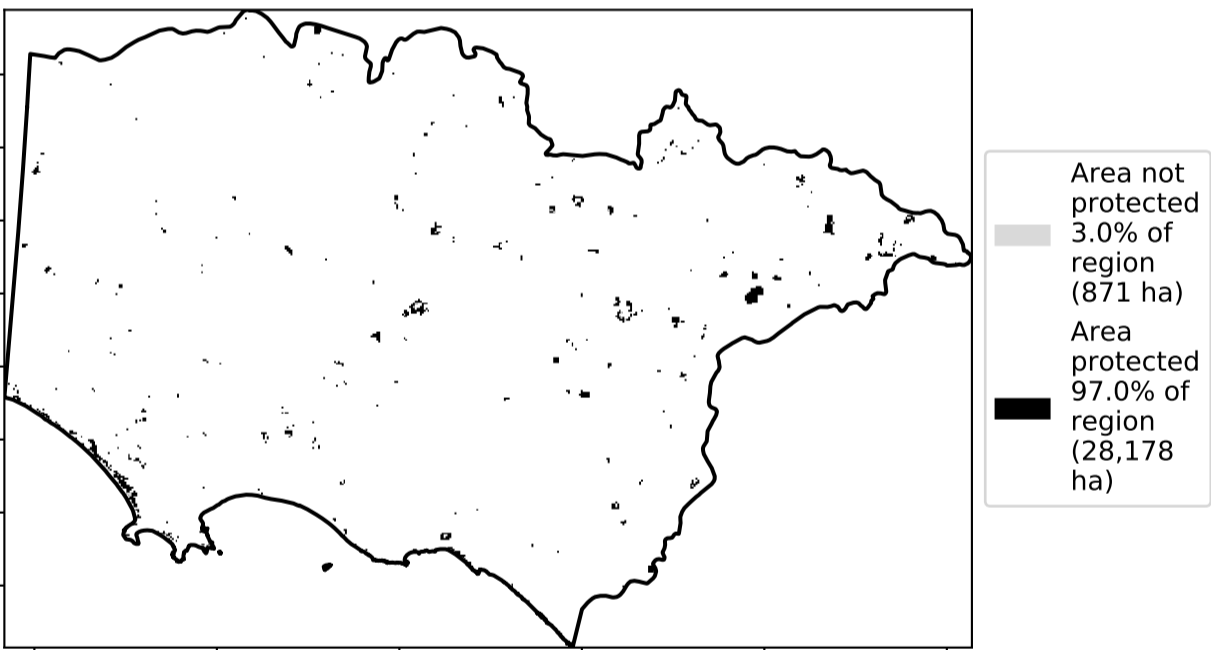 Area not
protected
3.0% of
region
(871 ha)
Area
protected
97.0% of
region
(28,178
ha)